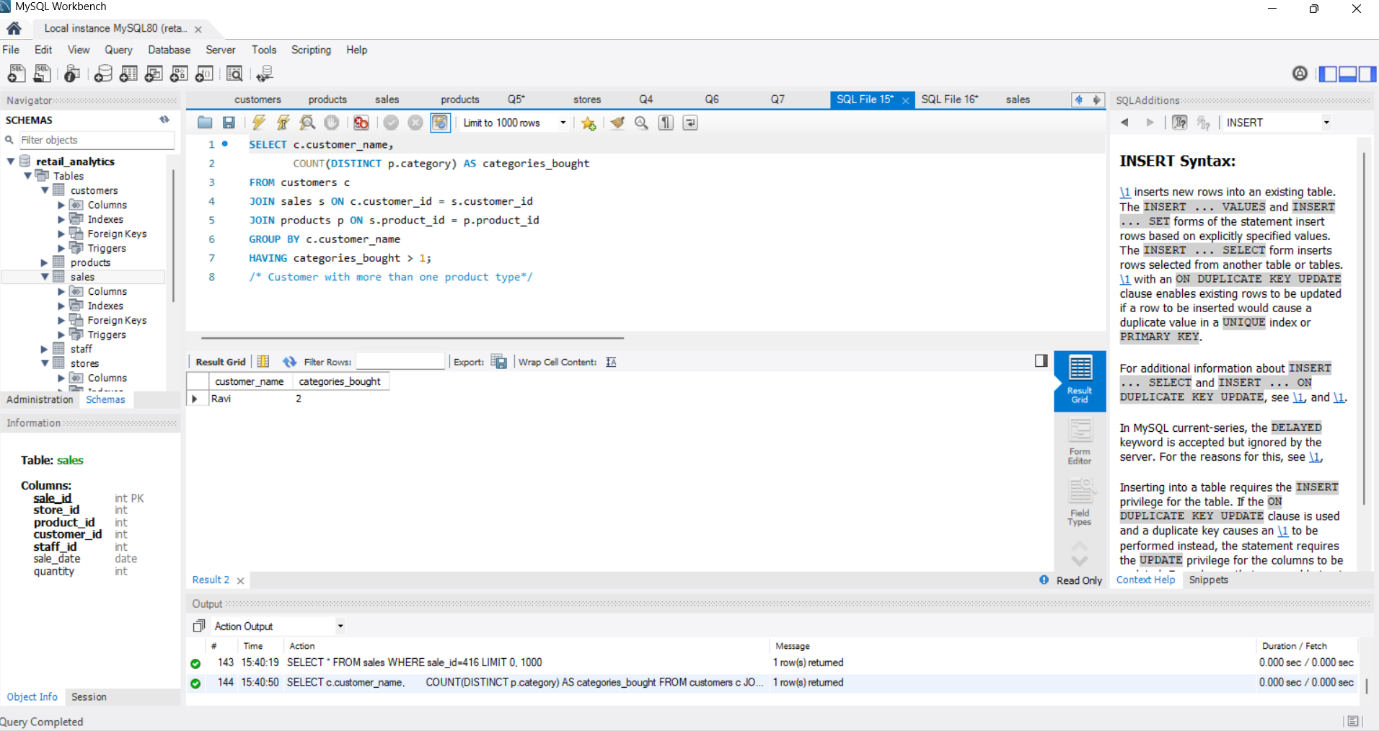 MySQL Workbench
Local instance MySQL80 (reta...
File Edit View Query Database Server Tools Scripting Help
Navigator
SCHEMAS
Filter objects
retail_analytics
Tables
customers
Columns
Indexes
Foreign Keys
Triggers
products
sales
Columns
Indexes
Foreign Keys
Triggers
staff
stores
Columns
Administration Schemas
Information
Table: sales
Columns:
sale_id int PK
store_id int
product_id int
customer_id int
staff_id int
sale_date date
quantity int
Object Info Session
Query Completed
customers products sales products Q5* stores Q4 Q6 Q7 SQL File 15* SQL File 16* sales
Limit to 1000 rows
1 SELECT c.customer_name,
2 COUNT(DISTINCT p.category) AS categories_bought
3 FROM customers c
4 JOIN sales s ON c.customer_id = s.customer_id
5 JOIN products p ON s.product_id = p.product_id
6 GROUP BY c.customer_name
7 HAVING categories_bought > 1;
8 /* Customer with more than one product type*/
Result Grid Filter Rows: Export: Wrap Cell Content:
customer_name categories_bought
Ravi 2
Result Grid
Form Editor
Field Types
Result 2
Read Only
Output
Action Output
# Time Action Message Duration / Fetch
143 15:40:19 SELECT * FROM sales WHERE sale_id=416 LIMIT 0, 1000 1 row(s) returned 0.000 sec / 0.000 sec
144 15:40:50 SELECT c.customer_name, COUNT(DISTINCT p.category) AS categories_bought FROM customers c JO... 1 row(s) returned 0.000 sec / 0.000 sec
SQLAdditions
INSERT
INSERT Syntax:
\1 inserts new rows into an existing table.
The INSERT ... VALUES and INSERT
... SET forms of the statement insert
rows based on explicitly specified values.
The INSERT ... SELECT form inserts
rows selected from another table or tables.
\1 with an ON DUPLICATE KEY UPDATE
clause enables existing rows to be updated
if a row to be inserted would cause a
duplicate value in a UNIQUE index or
PRIMARY KEY.
For additional information about INSERT
... SELECT and INSERT ... ON
DUPLICATE KEY UPDATE, see \1, and \1.
In MySQL current-series, the DELAYED
keyword is accepted but ignored by the
server. For the reasons for this, see \1,
Inserting into a table requires the INSERT
privilege for the table. If the ON
DUPLICATE KEY UPDATE clause is used
and a duplicate key causes an \1 to be
performed instead, the statement requires
the UPDATE privilege for the columns to be
Context Help Snippets